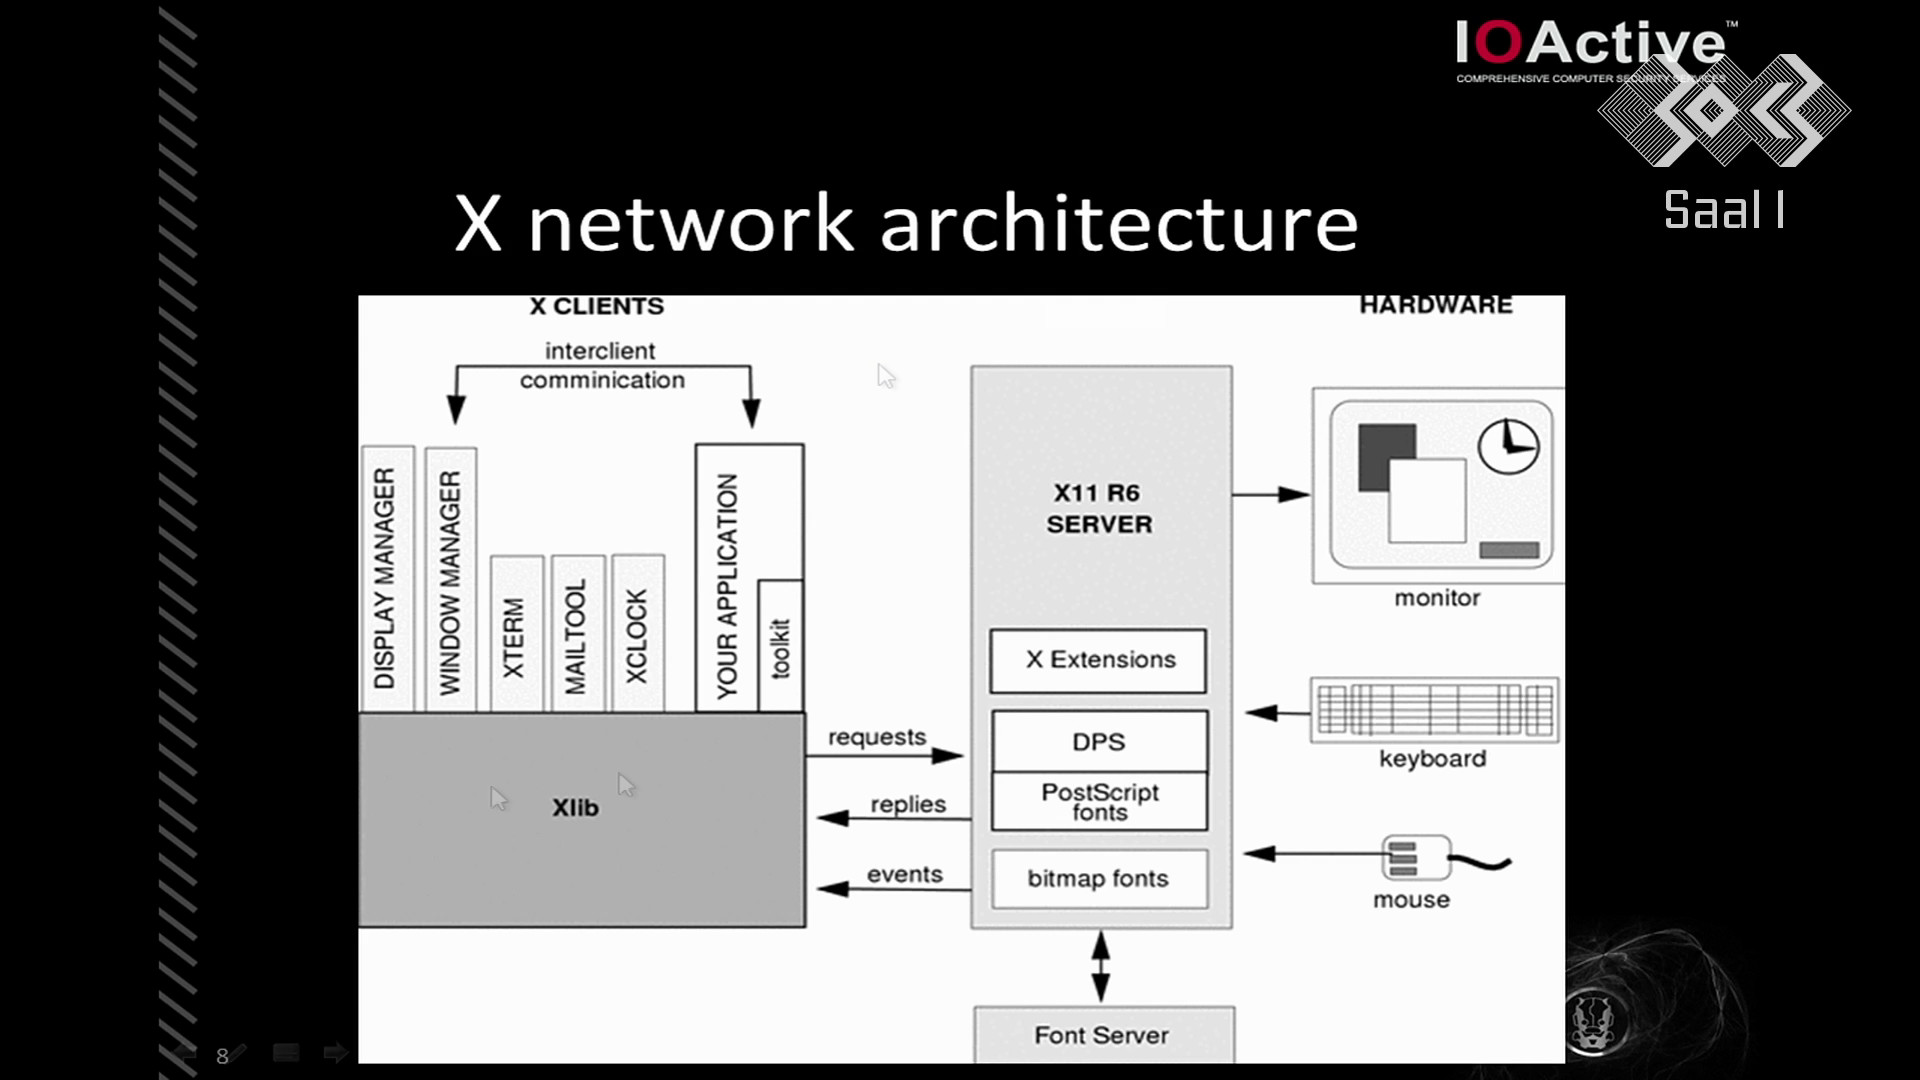 IOActive™
COMPREHENSIVE COMPUTER SECURITY SERVICES
Saal 1
X network architecture
X CLIENTS
HARDWARE
interclient
comminication
DISPLAY MANAGER
WINDOW MANAGER
XTERM
MAILTOOL
XCLOCK
YOUR APPLICATION
toolkit
X11 R6
SERVER
monitor
X Extensions
requests
DPS
keyboard
Xlib
replies
PostScript
fonts
events
bitmap fonts
mouse
Font Server
8